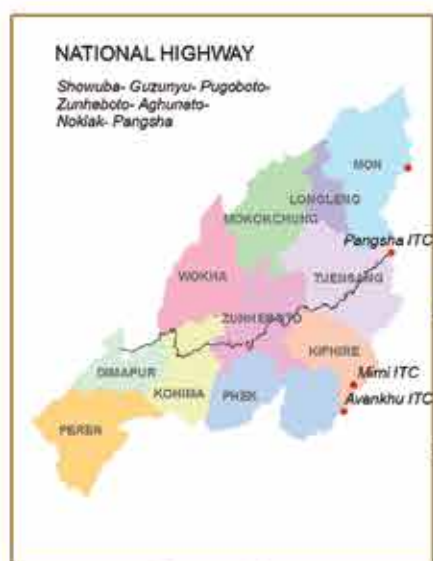 NATIONAL HIGHWAY
Showuba- Guzunyu- Pugoboto-
Zunheboto- Aghunato-
Noklak- Pangsha
MON
LONGLENG
MOKOKCHUNG
Pangsha ITC
TUENSANG
WOKHA
ZUNHEBOTO
KIPHIRE
DIMAPUR
Mimi ITC
KOHIMA
PHEK
Avankhu ITC
PEREN